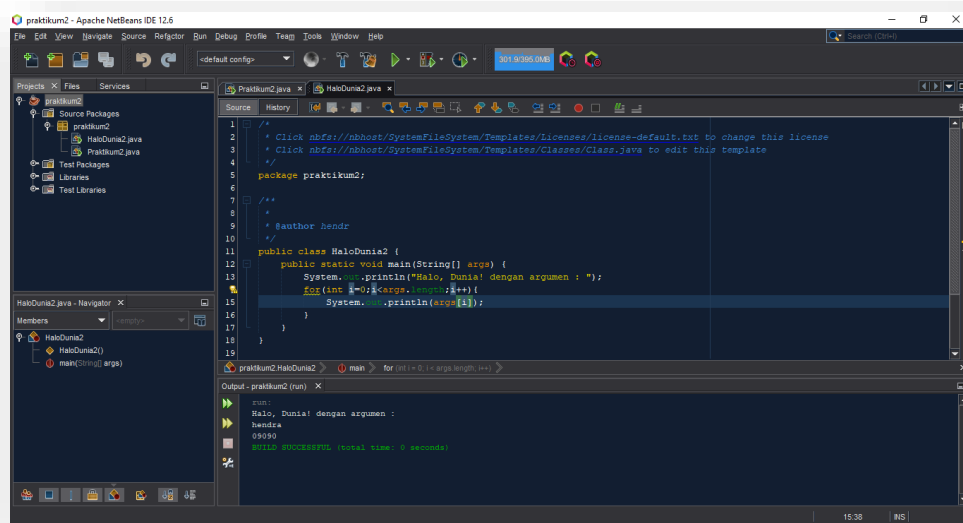 praktikum2 - Apache NetBeans IDE 12.6
File Edit View Navigate Source Refactor Run Debug Profile Team Tools Window Help
Search (Ctrl+I)
<default config>
301.9/395.0MB
Projects Files Services
praktikum2
Source Packages
praktikum2
HaloDunia2.java
Praktikum2.java
Test Packages
Libraries
Test Libraries
Praktikum2.java HaloDunia2.java
Source History
1 /*
2 * Click nbfs://nbhost/SystemFileSystem/Templates/Licenses/license-default.txt to change this license
3 * Click nbfs://nbhost/SystemFileSystem/Templates/Classes/Class.java to edit this template
4 */
5 package praktikum2;
6
7 /**
8 *
9 * @author hendr
10 */
11 public class HaloDunia2 {
12 public static void main(String[] args) {
13 System.out.println("Halo, Dunia! dengan argumen : ");
for(int i=0;i<args.length;i++){
15 System.out.println(args[i]);
16 }
17 }
18 }
19
praktikum2.HaloDunia2 main for (int i = 0; i < args.length; i++)
HaloDunia2.java - Navigator
Members <empty>
HaloDunia2
HaloDunia2()
main(String[] args)
Output - praktikum2 (run)
run:
Halo, Dunia! dengan argumen :
hendra
09090
BUILD SUCCESSFUL (total time: 0 seconds)
15:38 INS